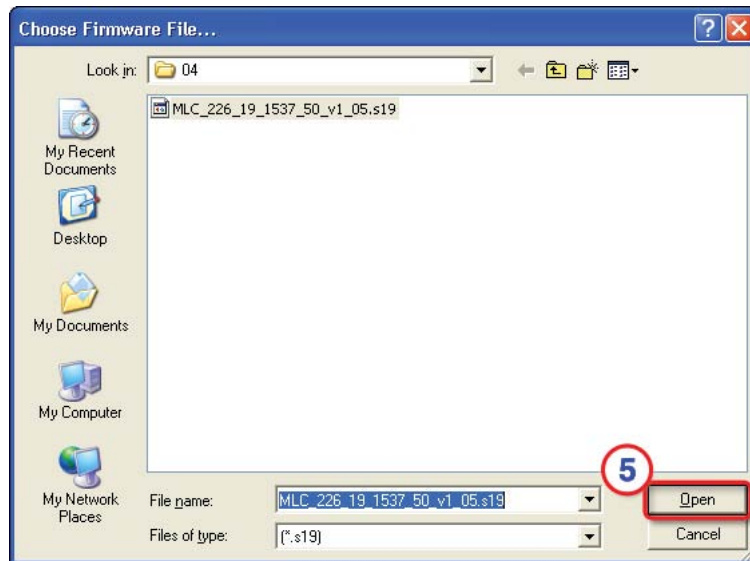 Choose Firmware File...
Look in: 04
MLC_226_19_1537_50_v1_05.s19
My Recent
Documents
Desktop
My Documents
My Computer
My Network
Places
5
File name: MLC_226_19_1537_50_v1_05.s19 Open
Files of type: (*.s19) Cancel